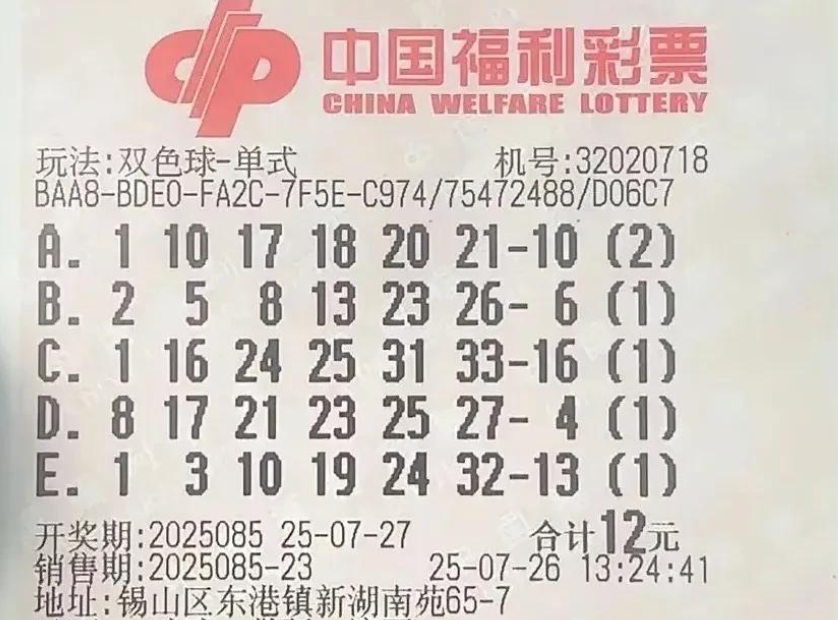 中国福利彩票
CHINA WELFARE LOTTERY
玩法:双色球-单式 机号:32020718
BAA8-BDE0-FA2C-7F5E-C974/75472488/D06C7
A. 1 10 17 18 20 21-10 (2)
B. 2 5 8 13 23 26- 6 (1)
C. 1 16 24 25 31 33-16 (1)
D. 8 17 21 23 25 27- 4 (1)
E. 1 3 10 19 24 32-13 (1)
开奖期:2025085 25-07-27 合计12元
销售期:2025085-23 25-07-26 13:24:41
地址:锡山区东港镇新湖南苑65-7